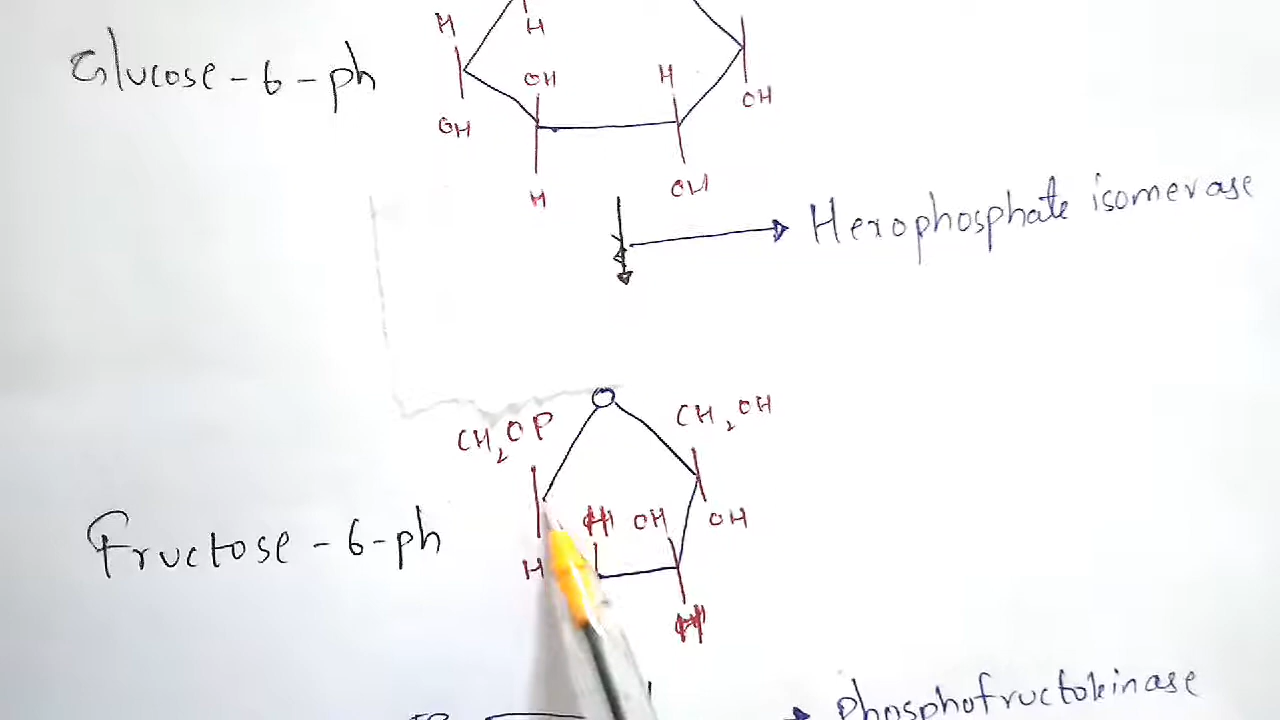 H
H
Glucose-6-ph
OH
H
OH
OH
H
OH
Hexophosphate isomerase
O
CH2OP
CH2OH
H
OH
OH
Fructose-6-ph
H
H
Phosphofructokinase